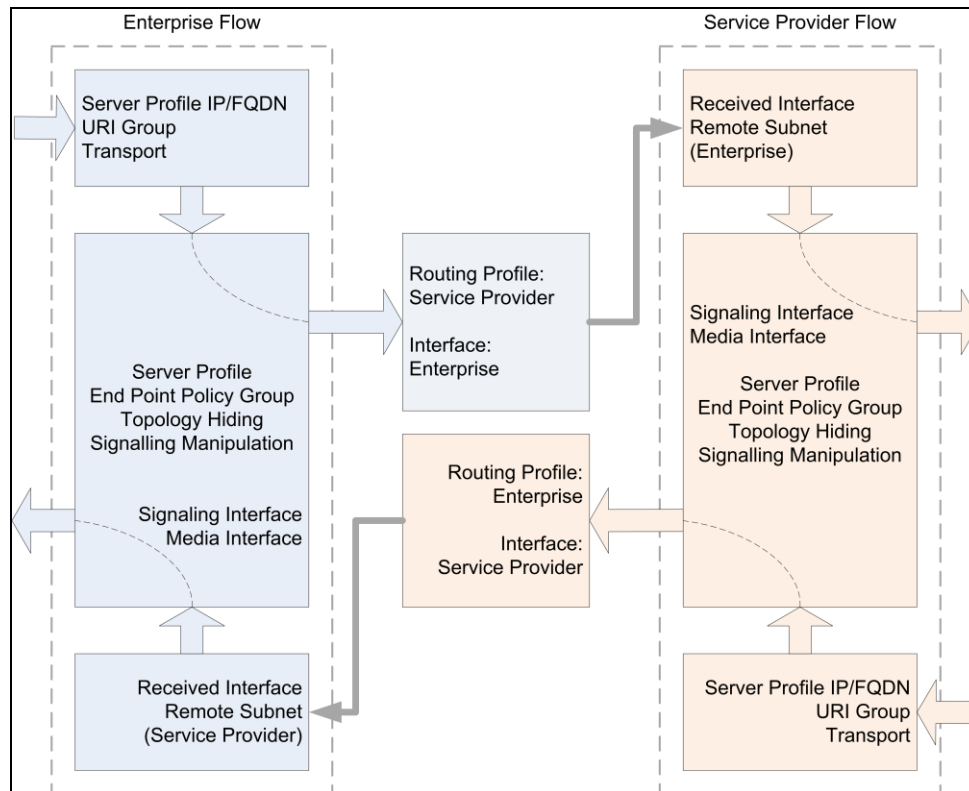 Enterprise Flow
Service Provider Flow
Server Profile IP/FQDN
URI Group
Transport
Received Interface
Remote Subnet
(Enterprise)
Routing Profile:
Service Provider
Interface:
Enterprise
Signaling Interface
Media Interface
Server Profile
End Point Policy Group
Topology Hiding
Signalling Manipulation
Server Profile
End Point Policy Group
Topology Hiding
Signalling Manipulation
Signaling Interface
Media Interface
Routing Profile:
Enterprise
Interface:
Service Provider
Received Interface
Remote Subnet
(Service Provider)
Server Profile IP/FQDN
URI Group
Transport